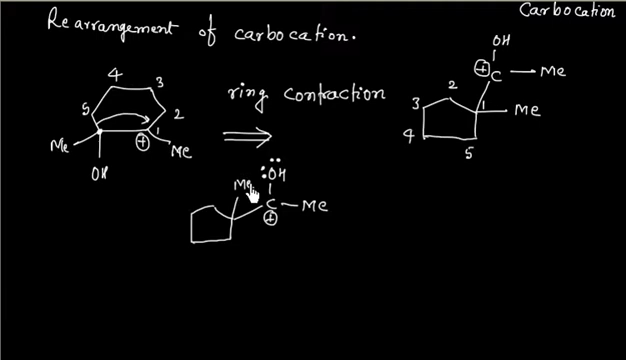 Carbocation
Rearrangement of carbocation.
OH
⊕ C — Me
4
3
2
5
1
Me
⊕
Me
OH
ring contraction
⇒
2
3
1
Me
4
5
Me
:ÖH
C — Me
⊕